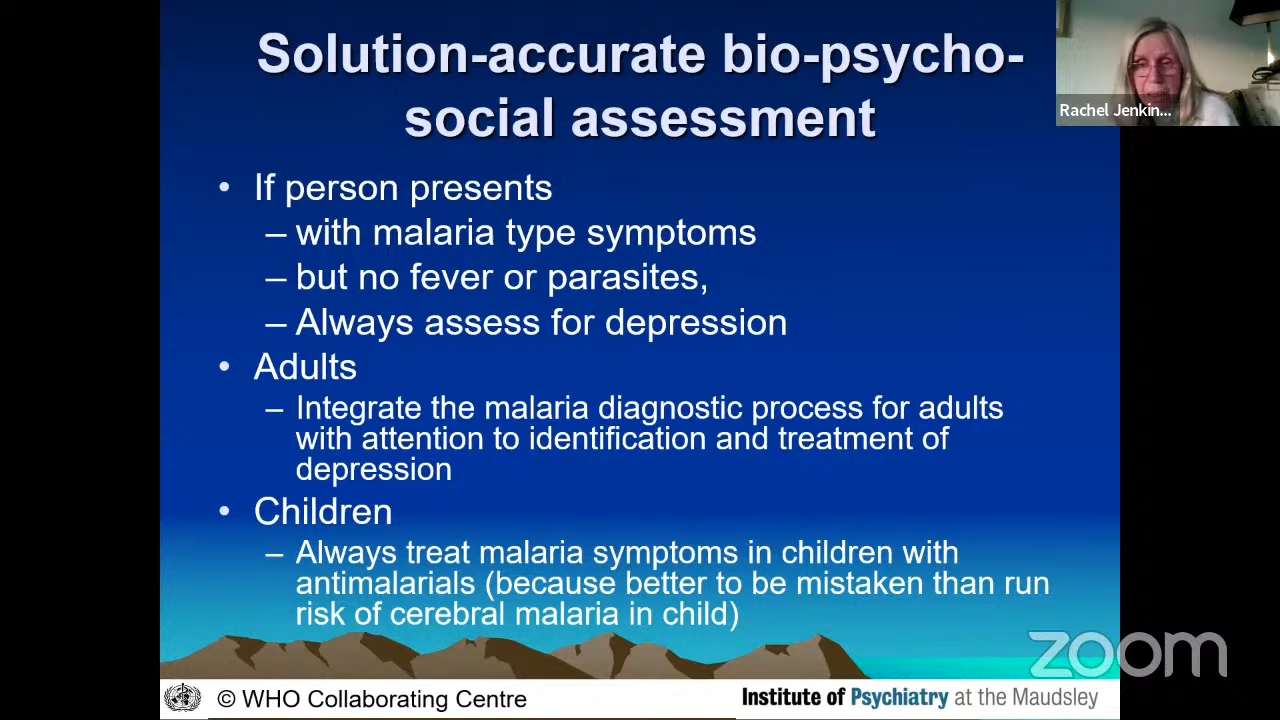 Solution-accurate bio-psycho-
social assessment
Rachel Jenkin...
• If person presents
– with malaria type symptoms
– but no fever or parasites,
– Always assess for depression
• Adults
– Integrate the malaria diagnostic process for adults
with attention to identification and treatment of
depression
• Children
– Always treat malaria symptoms in children with
antimalarials (because better to be mistaken than run
risk of cerebral malaria in child)
zoom
© WHO Collaborating Centre
Institute of Psychiatry at the Maudsley